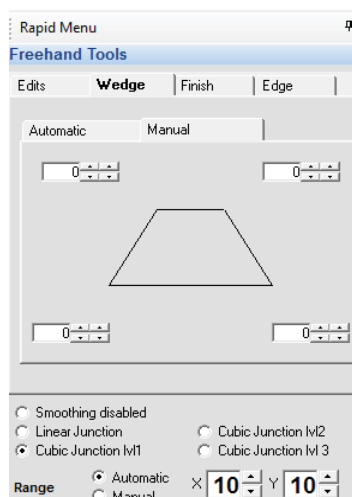 Rapid Menu
Freehand Tools
Edits Wedge Finish Edge
Automatic Manual
0 0
0 0
Smoothing disabled
Linear Junction Cubic Junction lvl2
Cubic Junction lvl1 Cubic Junction lvl 3
Range Automatic X 10 Y 10
Manual